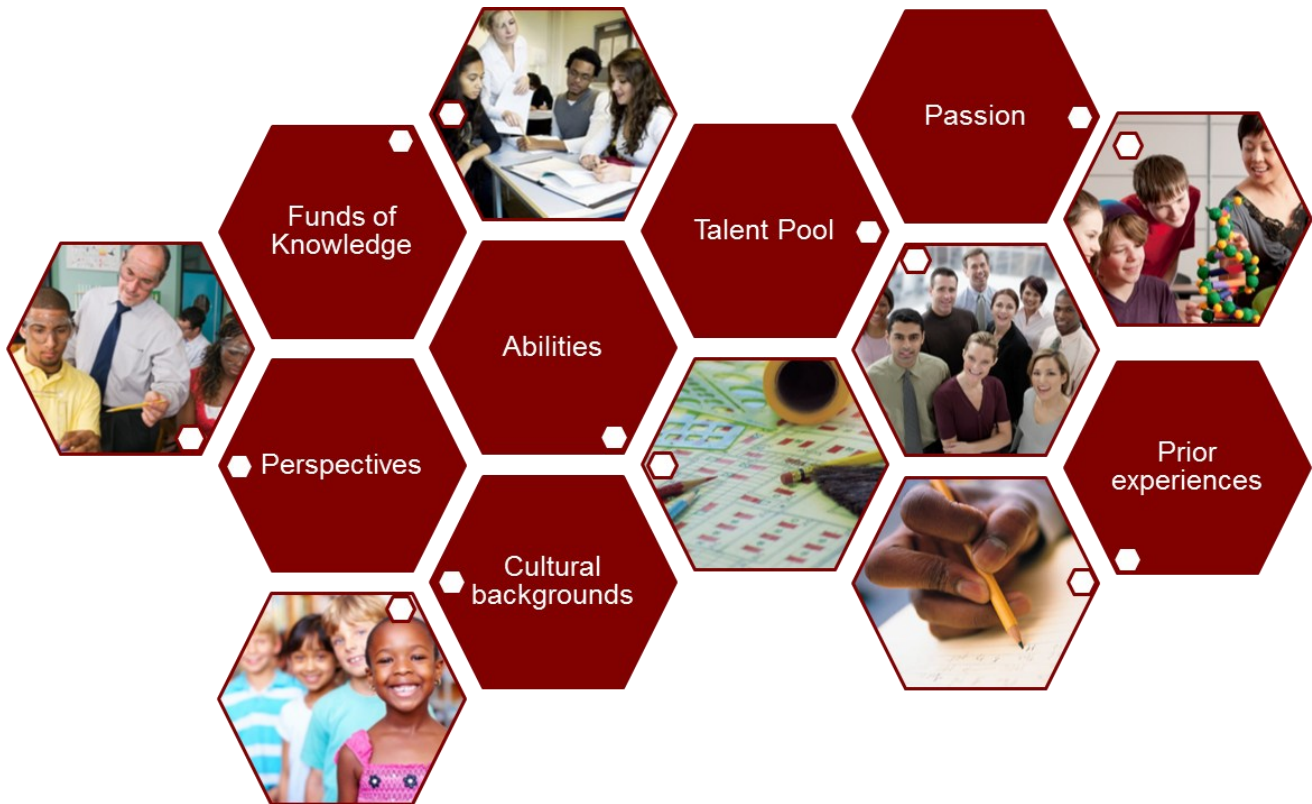 Passion
Funds of
Knowledge
Talent Pool
Abilities
Perspectives
Prior
experiences
Cultural
backgrounds